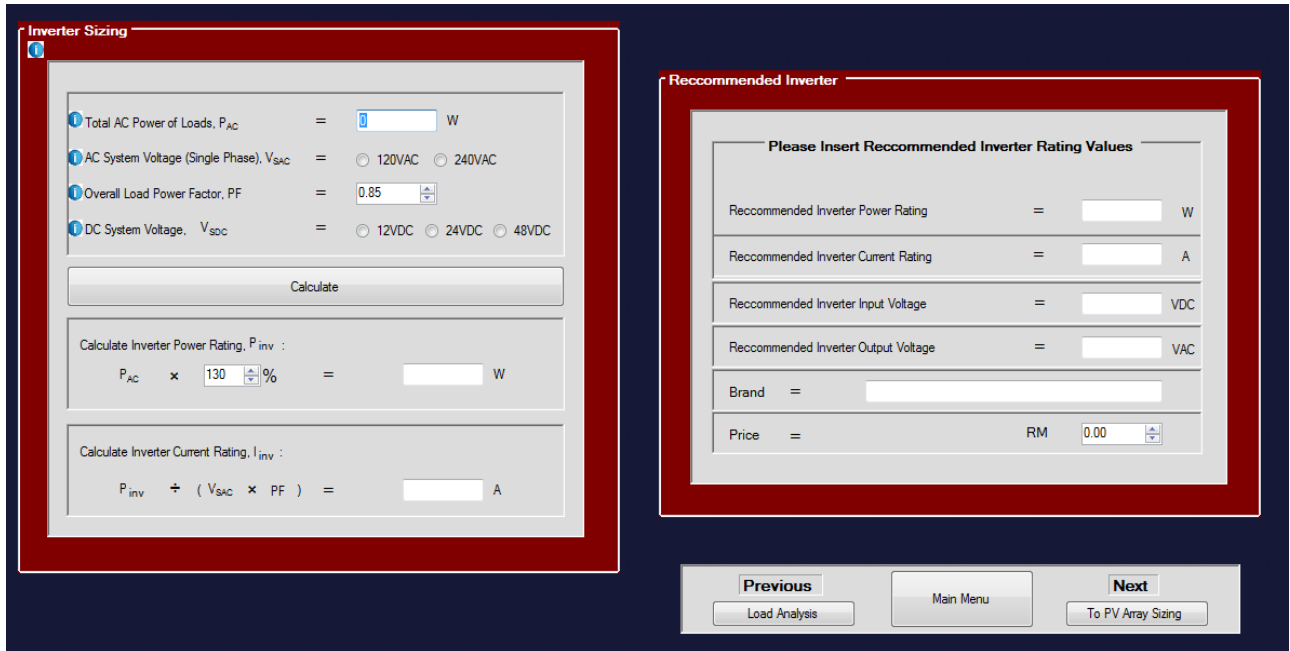 Inverter Sizing
Total AC Power of Loads, PAC = 0 W
AC System Voltage (Single Phase), VSAC = 120VAC 240VAC
Overall Load Power Factor, PF = 0.85
DC System Voltage, VSDC = 12VDC 24VDC 48VDC
Calculate
Calculate Inverter Power Rating, P inv :
PAC × 130 % = W
Calculate Inverter Current Rating, I inv :
P inv ÷ ( VSAC × PF ) = A
Reccommended Inverter
Please Insert Reccommended Inverter Rating Values
Reccommended Inverter Power Rating = W
Reccommended Inverter Current Rating = A
Reccommended Inverter Input Voltage = VDC
Reccommended Inverter Output Voltage = VAC
Brand =
Price = RM 0.00
Previous
Load Analysis
Main Menu
Next
To PV Array Sizing